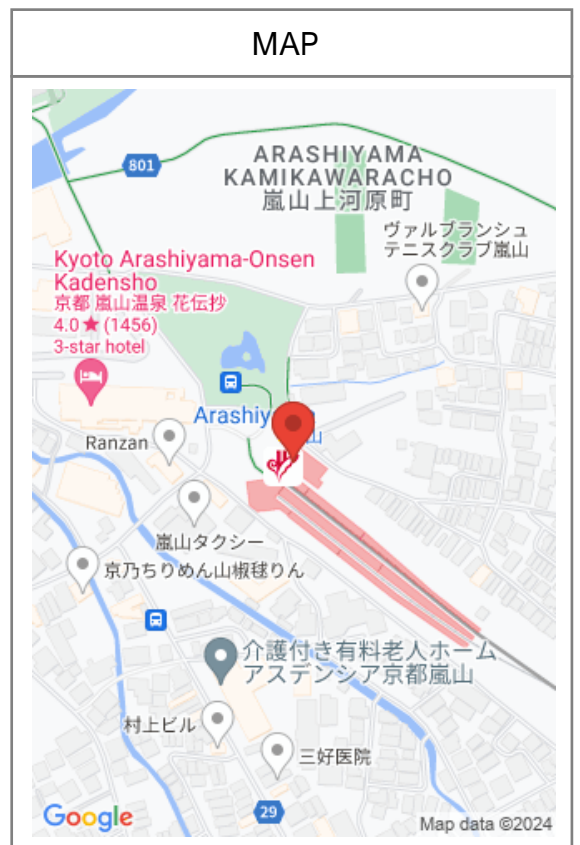 MAP
801
ARASHIYAMA
KAMIKAWARACHO
嵐山上河原町
ヴァルブランシュ
テニスクラブ嵐山
Kyoto Arashiyama-Onsen
Kadensho
京都 嵐山温泉 花伝抄
4.0★(1456)
3-star hotel
山
Ranzan
嵐山タクシー
京乃ちりめん山椒毬りん
介護付き有料老人ホーム
アスデンシア京都嵐山
村上ビル
三好医院
29
Google
Map data ©2024